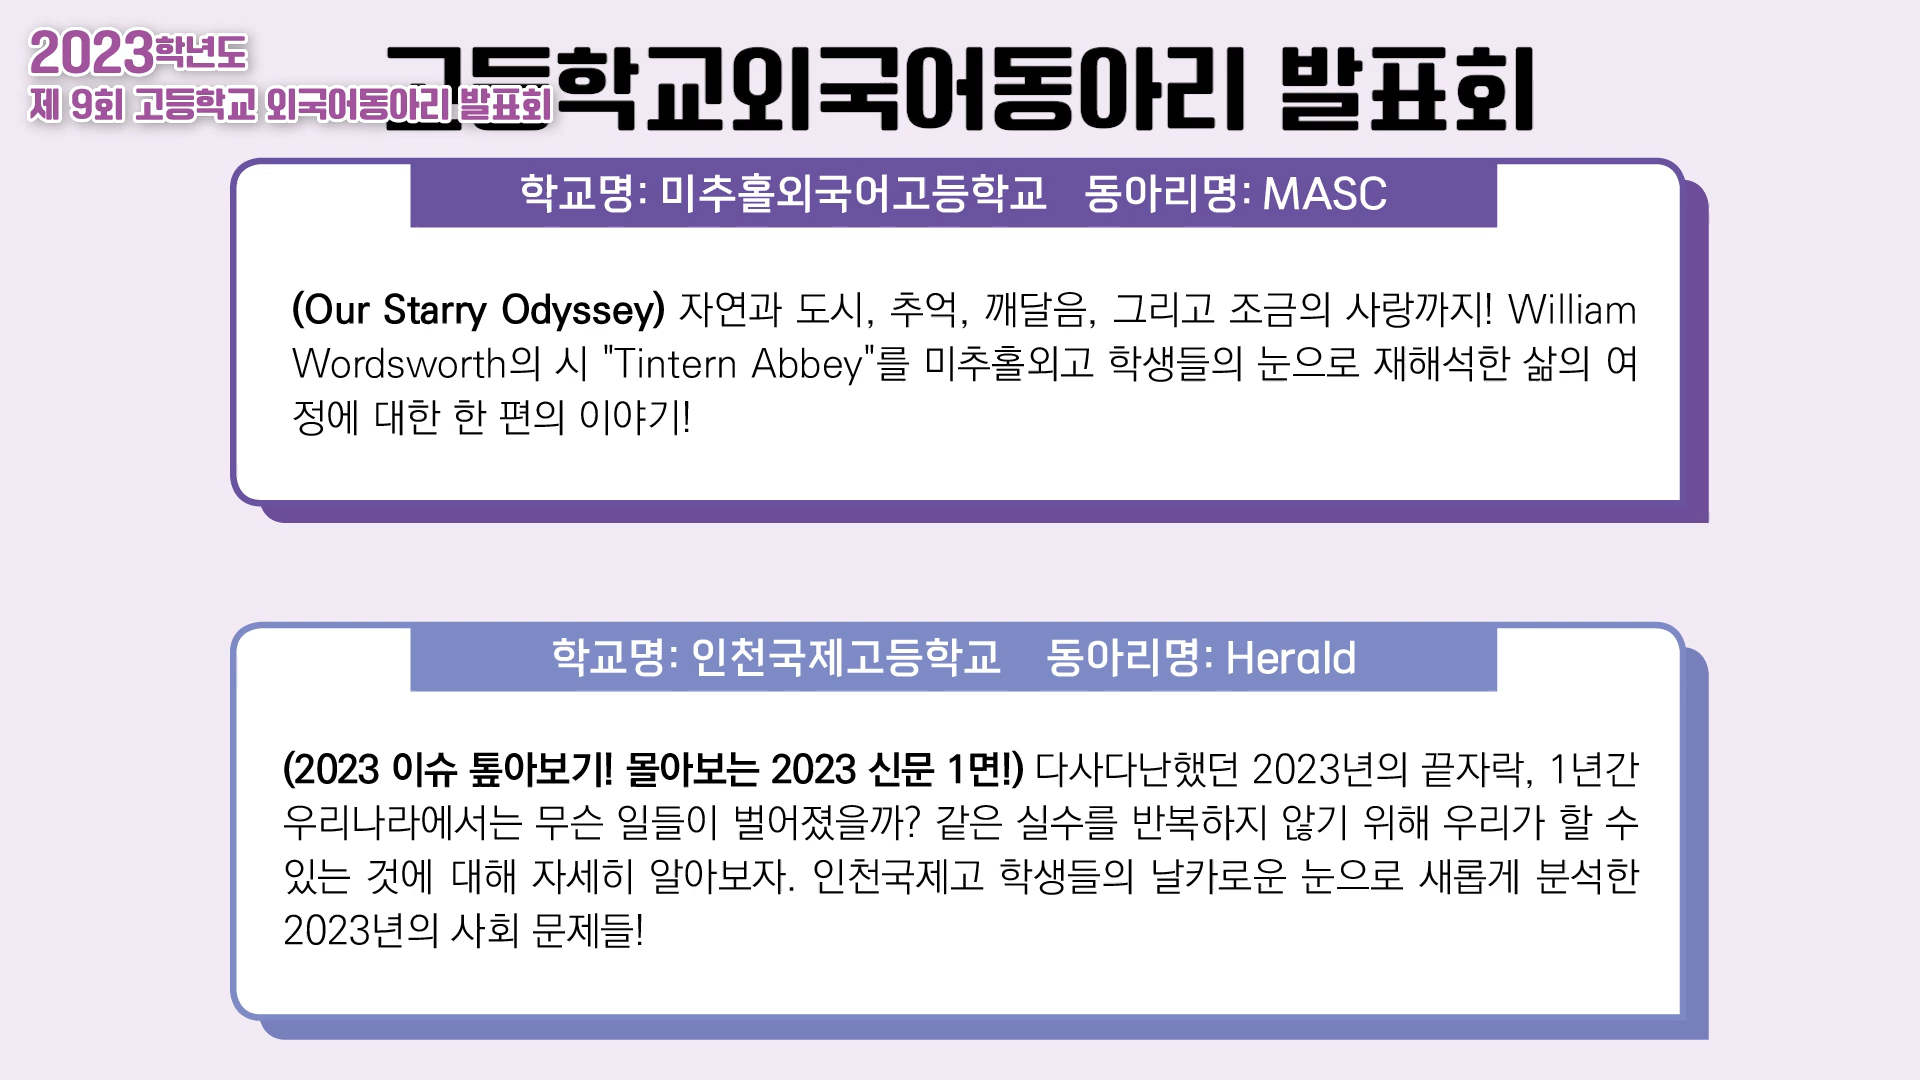 2023학년도
제 9회 고등학교 외국어동아리 발표회
고등학교외국어동아리 발표회
학교명: 미추홀외국어고등학교 동아리명: MASC
(Our Starry Odyssey) 자연과 도시, 추억, 깨달음, 그리고 조금의 사랑까지! William
Wordsworth의 시 "Tintern Abbey"를 미추홀외고 학생들의 눈으로 재해석한 삶의 여
정에 대한 한 편의 이야기!
학교명: 인천국제고등학교 동아리명: Herald
(2023 이슈 톺아보기! 몰아보는 2023 신문 1면!) 다사다난했던 2023년의 끝자락, 1년간
우리나라에서는 무슨 일들이 벌어졌을까? 같은 실수를 반복하지 않기 위해 우리가 할 수
있는 것에 대해 자세히 알아보자. 인천국제고 학생들의 날카로운 눈으로 새롭게 분석한
2023년의 사회 문제들!